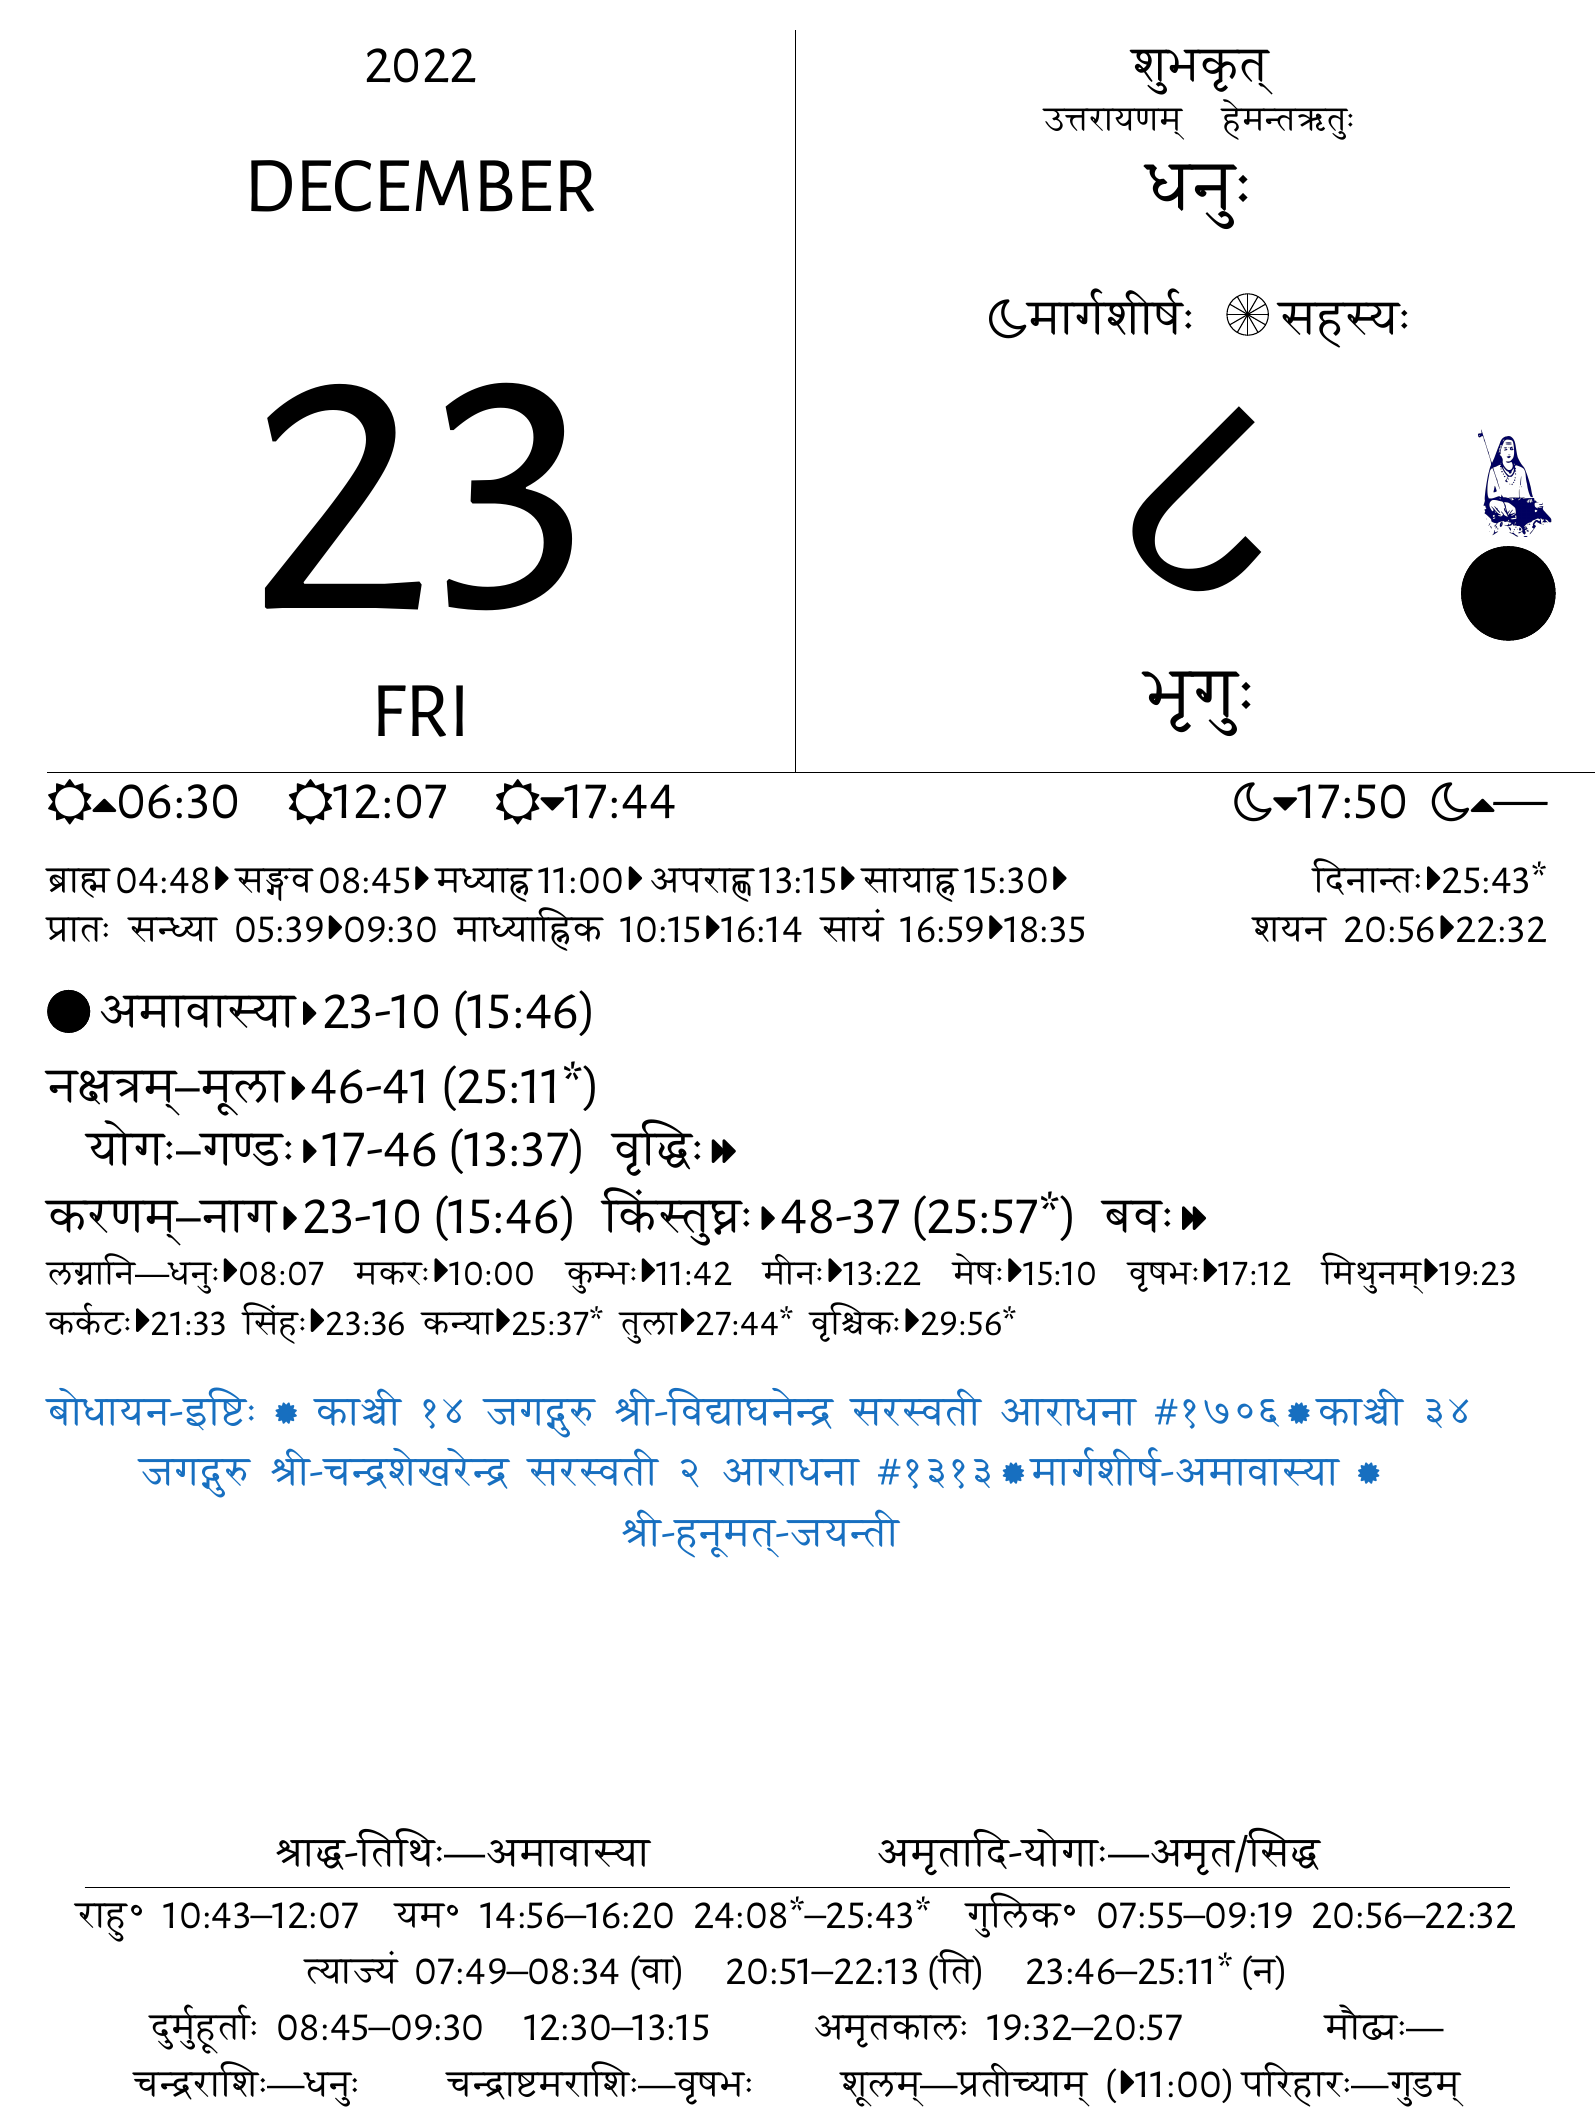 2022
DECEMBER
23
FRI
शुभकृत्
उत्तरायणम् हेमन्तऋतुः
धनुः
मार्गशीर्षः सहस्यः
८
भृगुः
06:30 12:07 17:44 17:50 —
ब्राह्म 04:48 सङ्गव 08:45 मध्याह्न 11:00 अपराह्ण 13:15 सायाह्न 15:30 दिनान्तः 25:43*
प्रातः सन्ध्या 05:39 09:30 माध्याह्निक 10:15 16:14 सायं 16:59 18:35 शयन 20:56 22:32
अमावास्या 23-10 (15:46)
नक्षत्रम्–मूला 46-41 (25:11*)
योगः–गण्डः 17-46 (13:37) वृद्धिः
करणम्–नाग 23-10 (15:46) किंस्तुघ्नः 48-37 (25:57*) बवः
लग्नानि—धनुः 08:07 मकरः 10:00 कुम्भः 11:42 मीनः 13:22 मेषः 15:10 वृषभः 17:12 मिथुनम् 19:23
कर्कटः 21:33 सिंहः 23:36 कन्या 25:37* तुला 27:44* वृश्चिकः 29:56*
बोधायन-इष्टिः ✹ काञ्ची १४ जगद्गुरु श्री-विद्याघनेन्द्र सरस्वती आराधना #१७०६ ✹ काञ्ची ३४
जगद्गुरु श्री-चन्द्रशेखरेन्द्र सरस्वती २ आराधना #१३१३ ✹ मार्गशीर्ष-अमावास्या ✹
श्री-हनूमत्-जयन्ती
श्राद्ध-तिथिः—अमावास्या अमृतादि-योगाः—अमृत/सिद्ध
राहु° 10:43–12:07 यम° 14:56–16:20 24:08*–25:43* गुलिक° 07:55–09:19 20:56–22:32
त्याज्यं 07:49–08:34 (वा) 20:51–22:13 (ति) 23:46–25:11* (न)
दुर्मुहूर्ताः 08:45–09:30 12:30–13:15 अमृतकालः 19:32–20:57 मौढ्यः—
चन्द्रराशिः—धनुः चन्द्राष्टमराशिः—वृषभः शूलम्—प्रतीच्याम् (11:00) परिहारः—गुडम्